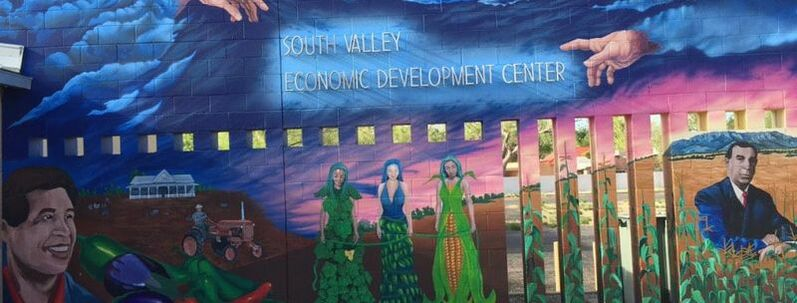 SOUTH VALLEY
ECONOMIC DEVELOPMENT CENTER